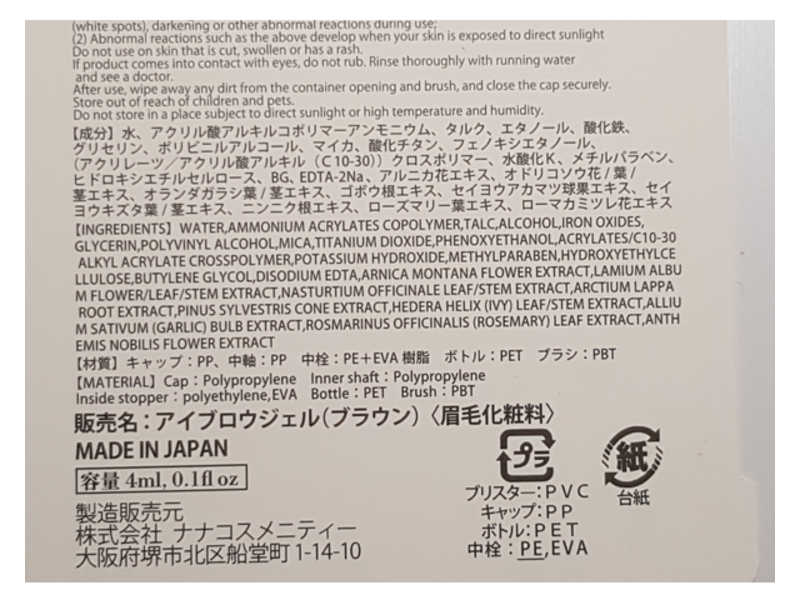 (white spots), darkening or other abnormal reactions during use;
(2) Abnormal reactions such as the above develop when your skin is exposed to direct sunlight
Do not use on skin that is cut, swollen or has a rash.
If product comes into contact with eyes, do not rub. Rinse thoroughly with running water
and see a doctor.
After use, wipe away any dirt from the container opening and brush, and close the cap securely.
Store out of reach of children and pets.
Do not store in a place subject to direct sunlight or high temperature and humidity.
【成分】水、アクリル酸アルキルコポリマーアンモニウム、タルク、エタノール、酸化鉄、
グリセリン、ポリビニルアルコール、マイカ、酸化チタン、フェノキシエタノール、
(アクリレーツ/アクリル酸アルキル(C10-30))クロスポリマー、水酸化K、メチルパラベン、
ヒドロキシエチルセルロース、BG、EDTA-2Na、アルニカ花エキス、オドリコソウ花/葉/
茎エキス、オランダガラシ葉/茎エキス、ゴボウ根エキス、セイヨウアカマツ球果エキス、セイ
ヨウキズタ葉/茎エキス、ニンニク根エキス、ローズマリー葉エキス、ローマカミツレ花エキス
【INGREDIENTS】WATER,AMMONIUM ACRYLATES COPOLYMER,TALC,ALCOHOL,IRON OXIDES,
GLYCERIN,POLYVINYL ALCOHOL,MICA,TITANIUM DIOXIDE,PHENOXYETHANOL,ACRYLATES/C10-30
ALKYL ACRYLATE CROSSPOLYMER,POTASSIUM HYDROXIDE,METHYLPARABEN,HYDROXYETHYLCE
LLULOSE,BUTYLENE GLYCOL,DISODIUM EDTA,ARNICA MONTANA FLOWER EXTRACT,LAMIUM ALBU
M FLOWER/LEAF/STEM EXTRACT,NASTURTIUM OFFICINALE LEAF/STEM EXTRACT,ARCTIUM LAPPA
ROOT EXTRACT,PINUS SYLVESTRIS CONE EXTRACT,HEDERA HELIX (IVY) LEAF/STEM EXTRACT,ALLIU
M SATIVUM (GARLIC) BULB EXTRACT,ROSMARINUS OFFICINALIS (ROSEMARY) LEAF EXTRACT,ANTH
EMIS NOBILIS FLOWER EXTRACT
【材質】キャップ:PP、中軸:PP 中栓:PE+EVA樹脂 ボトル:PET ブラシ:PBT
【MATERIAL】Cap:Polypropylene Inner shaft:Polypropylene
Inside stopper:polyethylene,EVA Bottle:PET Brush:PBT
販売名:アイブロウジェル(ブラウン)〈眉毛化粧料〉
MADE IN JAPAN
容量 4ml, 0.1fl oz
製造販売元
株式会社 ナナコスメニティー
大阪府堺市北区船堂町1-14-10
プラ
ブリスター:PVC
キャップ:PP
ボトル:PET
中栓:PE,EVA
紙
台紙